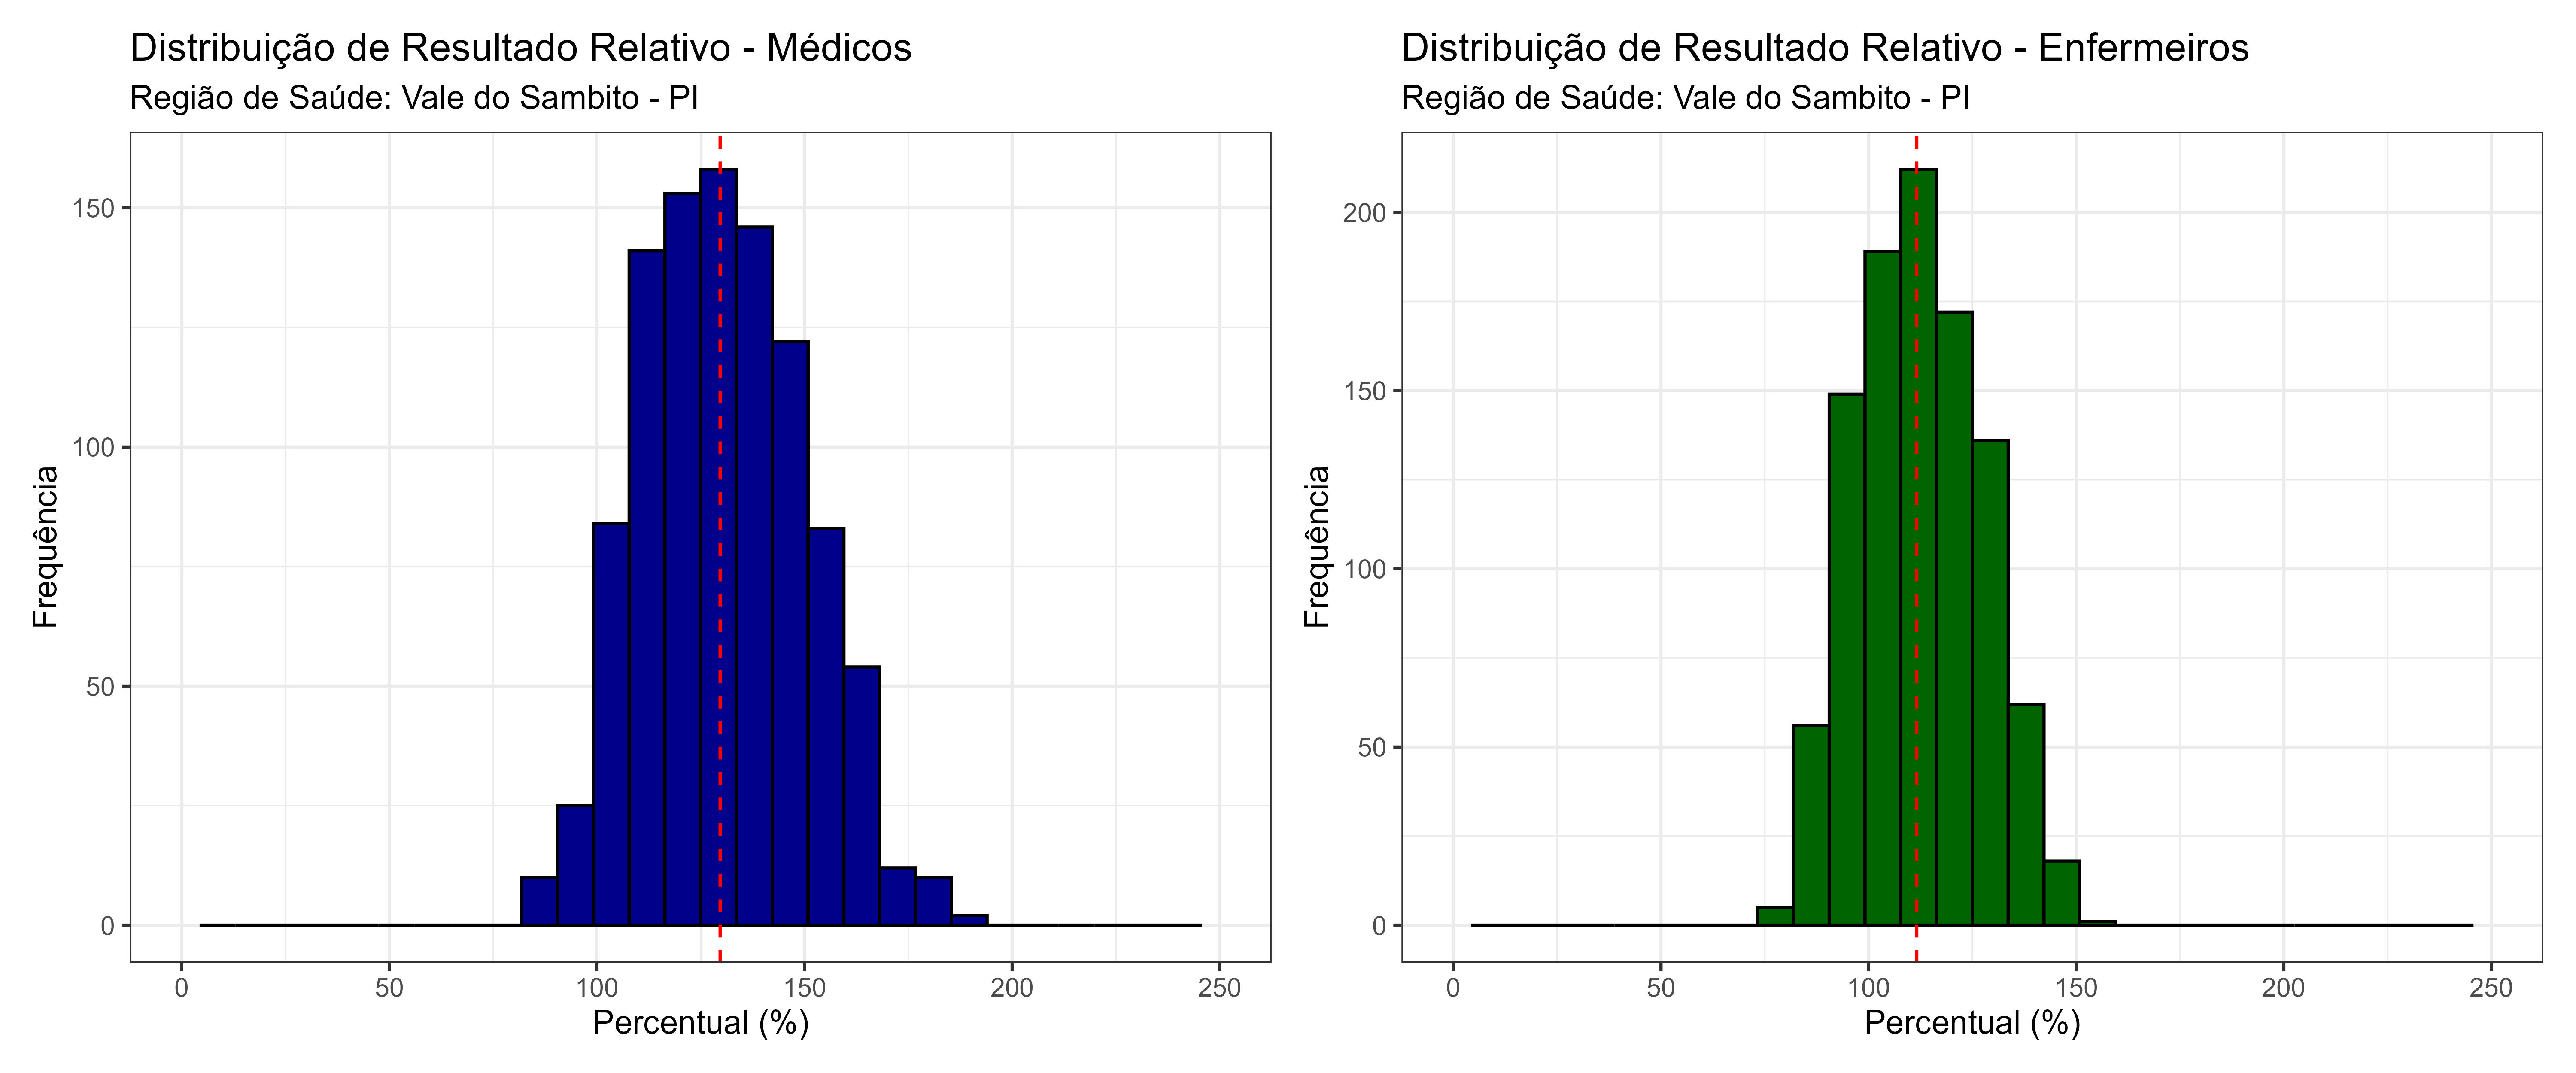 Distribuição de Resultado Relativo - Médicos
Região de Saúde: Vale do Sambito - PI
Frequência
150
100
50
0
0 50 100 150 200 250
Percentual (%)
Distribuição de Resultado Relativo - Enfermeiros
Região de Saúde: Vale do Sambito - PI
Frequência
200
150
100
50
0
0 50 100 150 200 250
Percentual (%)